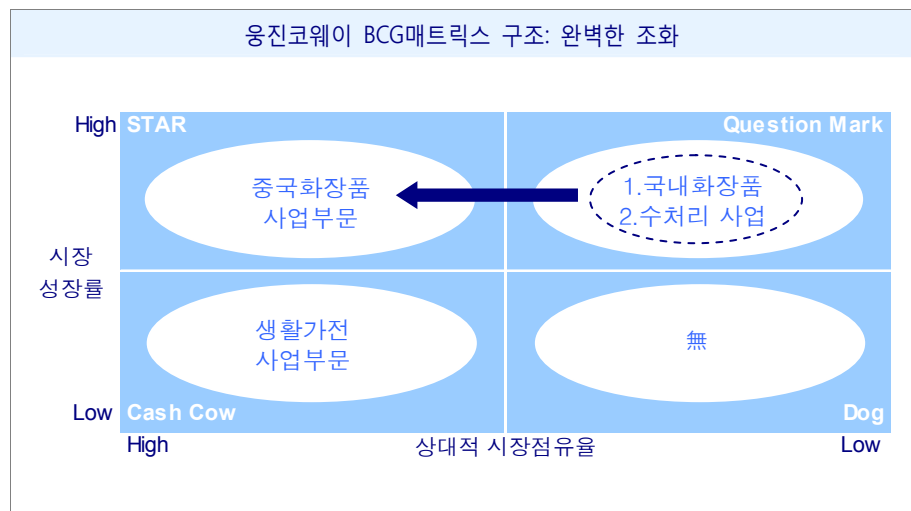 웅진코웨이 BCG매트릭스 구조: 완벽한 조화
High
STAR
Question Mark
중국화장품
사업부문
1.국내화장품
2.수처리 사업
시장
성장률
생활가전
사업부문
無
Low
Cash Cow
Dog
High
상대적 시장점유율
Low